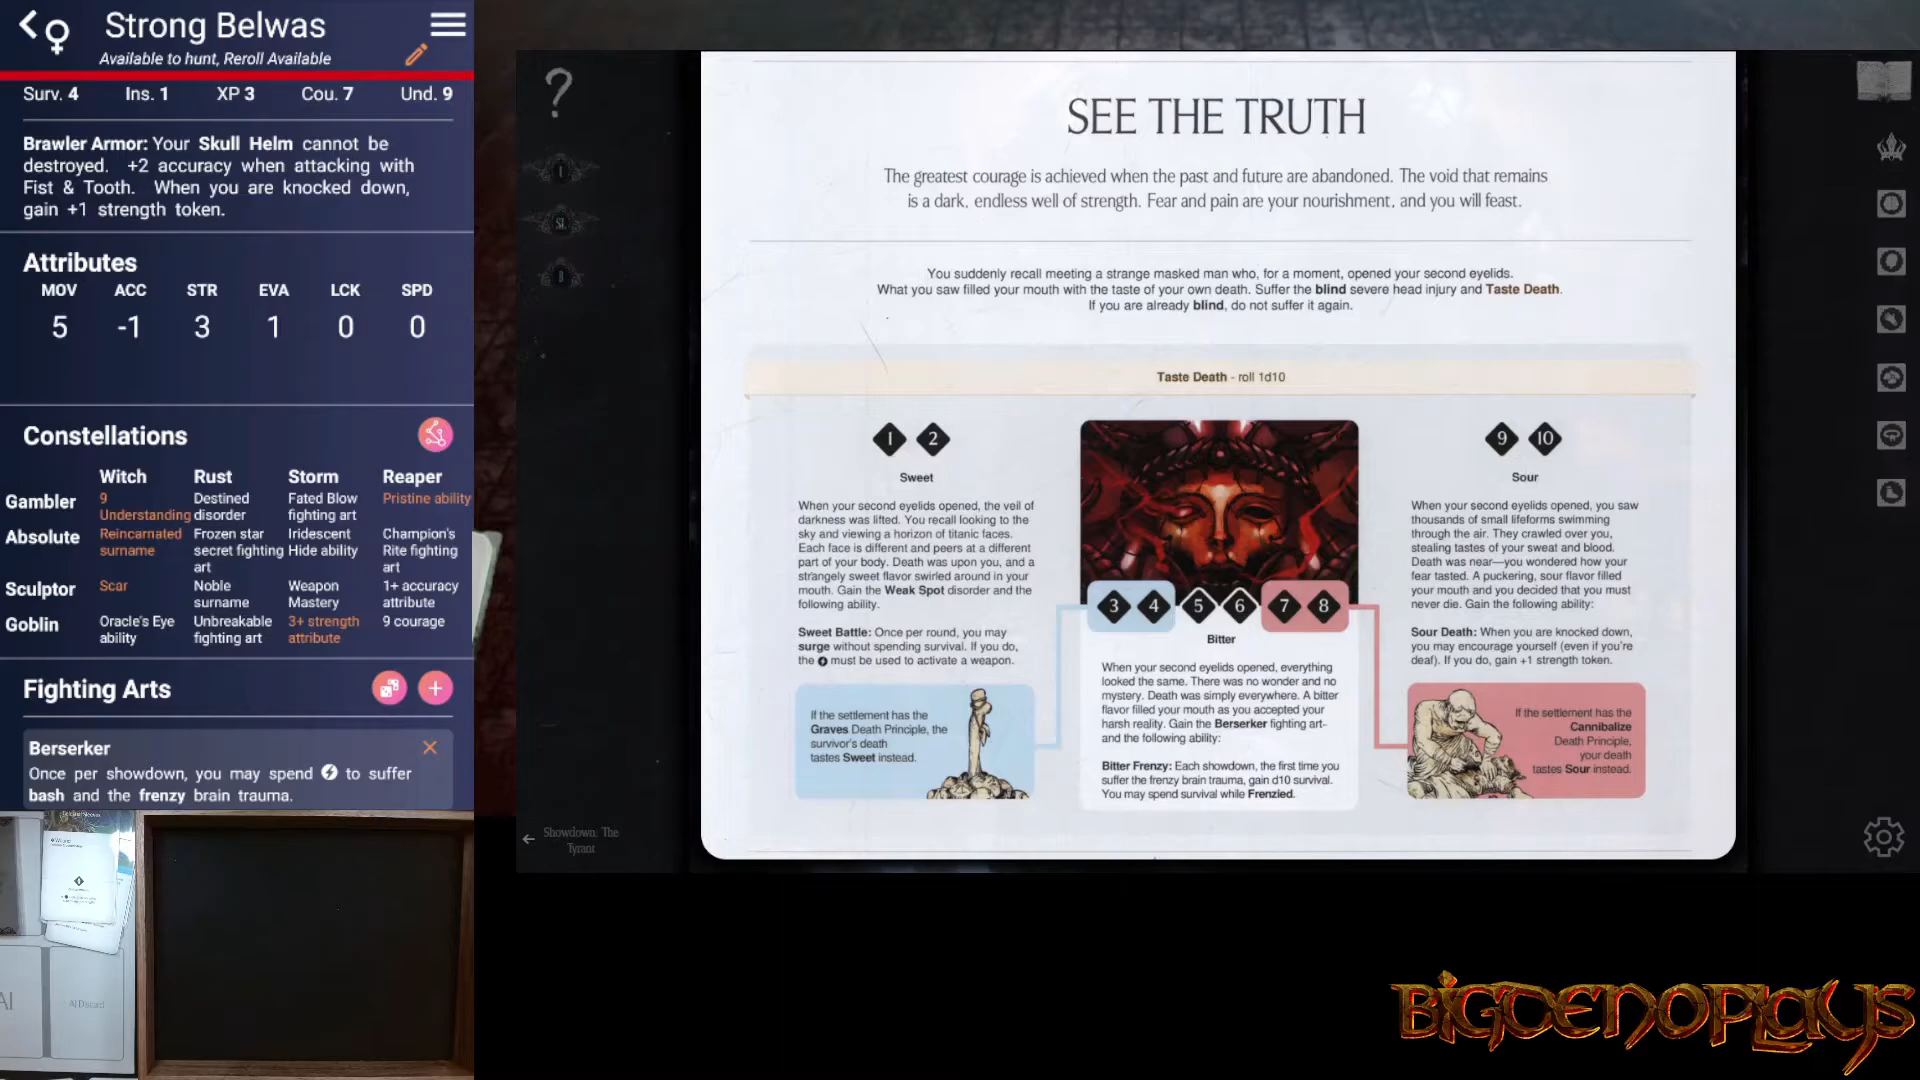 Strong Belwas
Available to hunt, Reroll Available
Surv. 4 Ins. 1 XP 3 Cou. 7 Und. 9
Brawler Armor: Your Skull Helm cannot be
destroyed. +2 accuracy when attacking with
Fist & Tooth. When you are knocked down,
gain +1 strength token.
Attributes
MOV ACC STR EVA LCK SPD
5 -1 3 1 0 0
Constellations
Witch Rust Storm Reaper
Gambler
9
Understanding
Destined
disorder
Fated Blow
fighting art
Pristine ability
Absolute
Reincarnated
surname
Frozen star
secret fighting
art
Iridescent
Hide ability
Champion's
Rite fighting
art
Sculptor
Scar
Noble
surname
Weapon
Mastery
1+ accuracy
attribute
Goblin
Oracle's Eye
ability
Unbreakable
fighting art
3+ strength
attribute
9 courage
Fighting Arts
Berserker
Once per showdown, you may spend to suffer
bash and the frenzy brain trauma.
AI
AI Discard
?
I
SL
B
Showdown: The
Tyrant
SEE THE TRUTH
The greatest courage is achieved when the past and future are abandoned. The void that remains
is a dark, endless well of strength. Fear and pain are your nourishment, and you will feast.
You suddenly recall meeting a strange masked man who, for a moment, opened your second eyelids.
What you saw filled your mouth with the taste of your own death. Suffer the blind severe head injury and Taste Death.
If you are already blind, do not suffer it again.
Taste Death - roll 1d10
1 2
Sweet
When your second eyelids opened, the veil of
darkness was lifted. You recall looking to the
sky and viewing a horizon of titanic faces.
Each face is different and peers at a different
part of your body. Death was upon you, and a
strangely sweet flavor swirled around in your
mouth. Gain the Weak Spot disorder and the
following ability.
Sweet Battle: Once per round, you may
surge without spending survival. If you do,
the must be used to activate a weapon.
If the settlement has the
Graves Death Principle, the
survivor's death
tastes Sweet instead.
3 4 5 6 7 8
Bitter
When your second eyelids opened, everything
looked the same. There was no wonder and no
mystery. Death was simply everywhere. A bitter
flavor filled your mouth as you accepted your
harsh reality. Gain the Berserker fighting art-
and the following ability:
Bitter Frenzy: Each showdown, the first time you
suffer the frenzy brain trauma, gain d10 survival.
You may spend survival while Frenzied.
9 10
Sour
When your second eyelids opened, you saw
thousands of small lifeforms swimming
through the air. They crawled over you,
stealing tastes of your sweat and blood.
Death was near—you wondered how your
fear tasted. A puckering, sour flavor filled
your mouth and you decided that you must
never die. Gain the following ability:
Sour Death: When you are knocked down,
you may encourage yourself (even if you're
deaf). If you do, gain +1 strength token.
If the settlement has the
Cannibalize
Death Principle,
your death
tastes Sour instead.
BIGDENOPLAYS